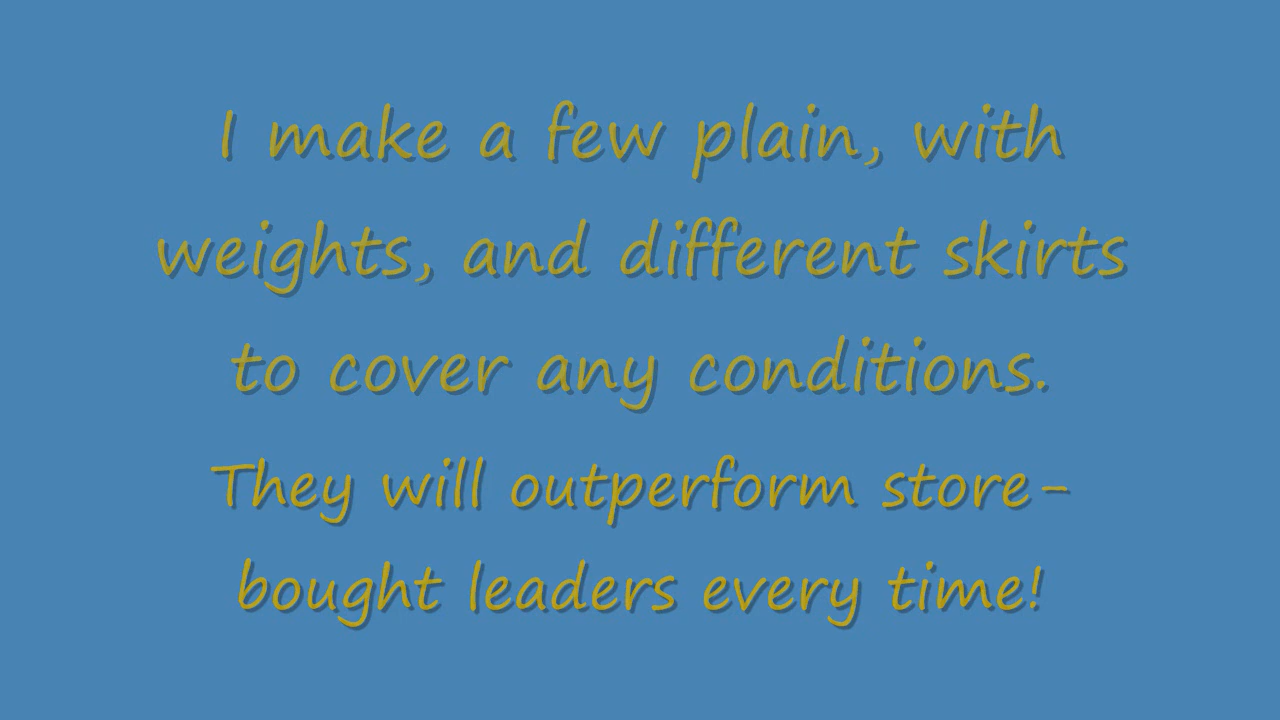 I make a few plain, with
weights, and different skirts
to cover any conditions.
They will outperform store-
bought leaders every time!